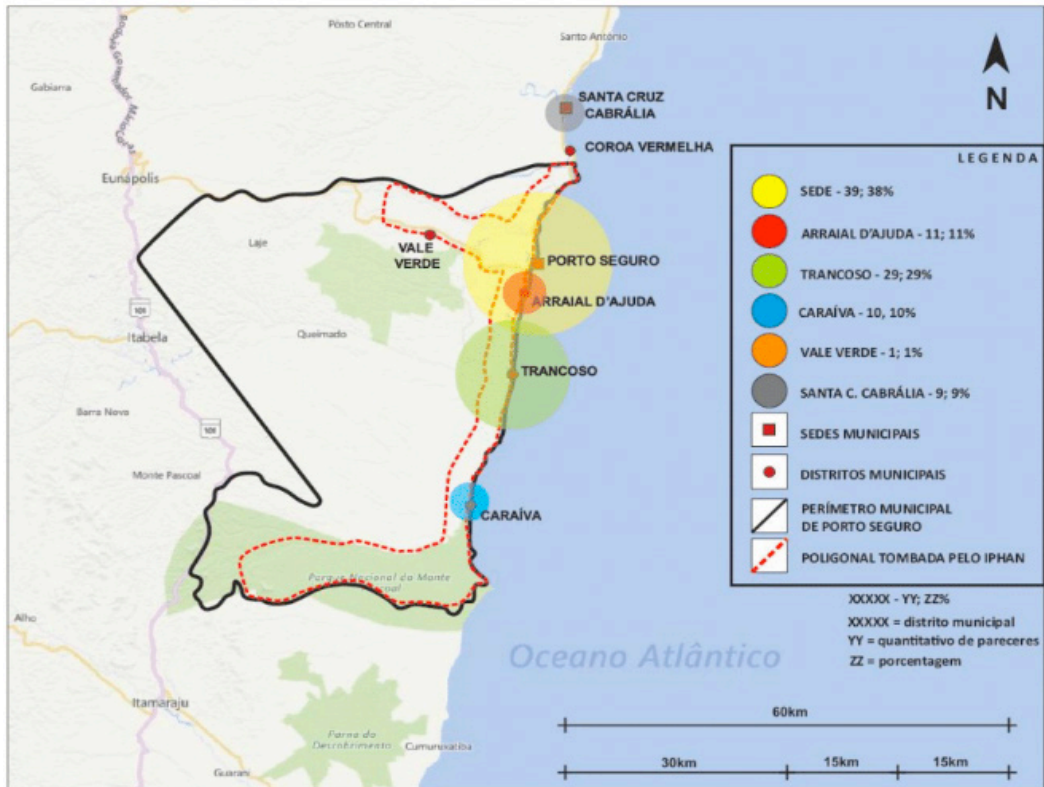 Pôsto Central
Santo Antônio
Gabiarra
N
SANTA CRUZ
CABRÁLIA
COROA VERMELHA
Eunápolis
Laje
VALE
VERDE
PORTO SEGURO
ARRAIAL D'AJUDA
101
Itabela
Queimado
TRANCOSO
Barra Nova
101
Monte Pascoal
CARAÍVA
Parque Nacional da Monte
Alho
Itamaraju
Parna do
Descobrimento
Cumuruxatiba
Guarani
Oceano Atlântico
LEGENDA
SEDE - 39; 38%
ARRAIAL D'AJUDA - 11; 11%
TRANCOSO - 29; 29%
CARAÍVA - 10, 10%
VALE VERDE - 1; 1%
SANTA C. CABRÁLIA - 9; 9%
SEDES MUNICIPAIS
DISTRITOS MUNICIPAIS
PERÍMETRO MUNICIPAL
DE PORTO SEGURO
POLIGONAL TOMBADA PELO IPHAN
XXXXX - YY; ZZ%
XXXXX = distrito municipal
YY = quantitativo de pareceres
ZZ = porcentagem
60km
30km
15km
15km